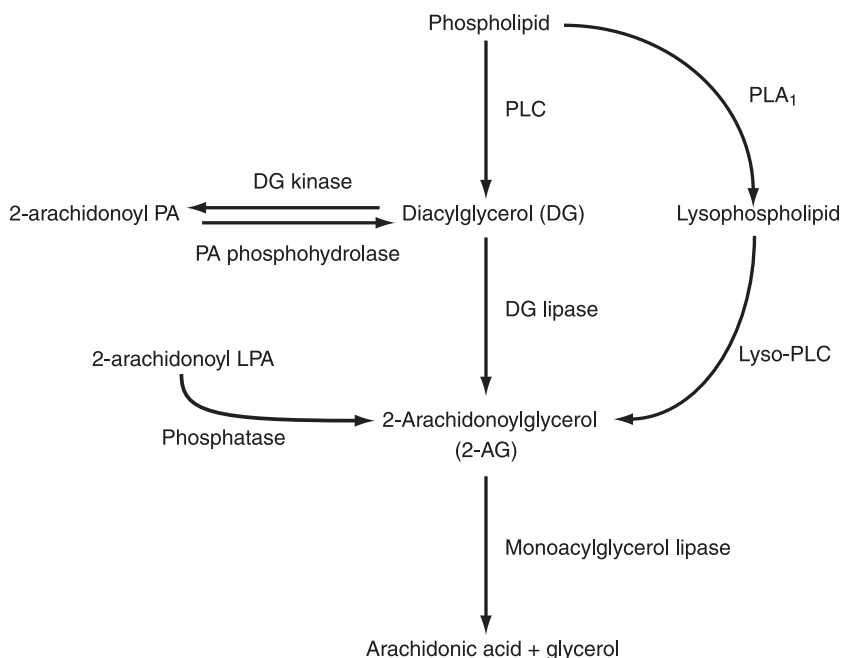 Phospholipid
PLA₁
PLC
DG kinase
2-arachidonoyl PA
Diacylglycerol (DG)
Lysophospholipid
PA phosphohydrolase
DG lipase
2-arachidonoyl LPA
Lyso-PLC
2-Arachidonoylglycerol
(2-AG)
Phosphatase
Monoacylglycerol lipase
Arachidonic acid + glycerol